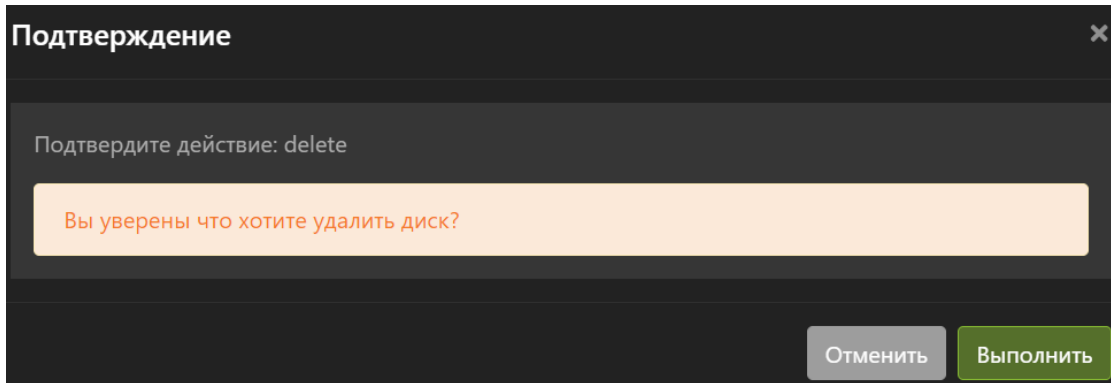 Подтверждение
Подтвердите действие: delete
Вы уверены что хотите удалить диск?
Отменить Выполнить